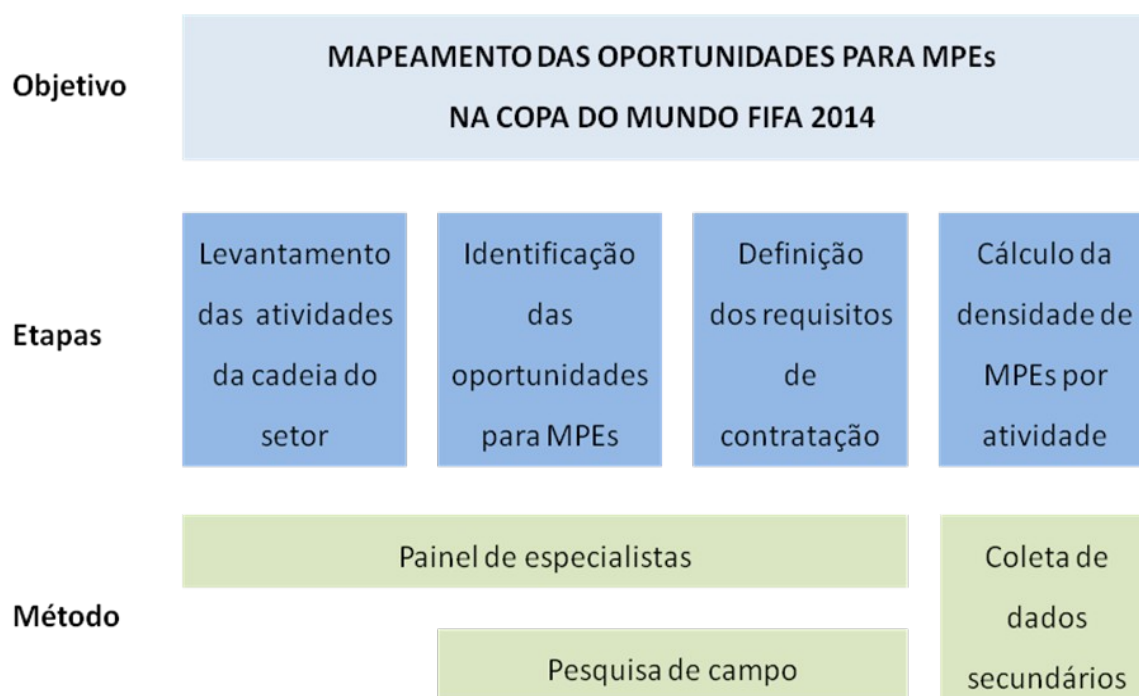 Objetivo
MAPEAMENTO DAS OPORTUNIDADES PARA MPEs
NA COPA DO MUNDO FIFA 2014
Etapas
Levantamento
das atividades
da cadeia do
setor
Identificação
das
oportunidades
para MPEs
Definição
dos requisitos
de
contratação
Cálculo da
densidade de
MPEs por
atividade
Método
Painel de especialistas
Pesquisa de campo
Coleta de
dados
secundários